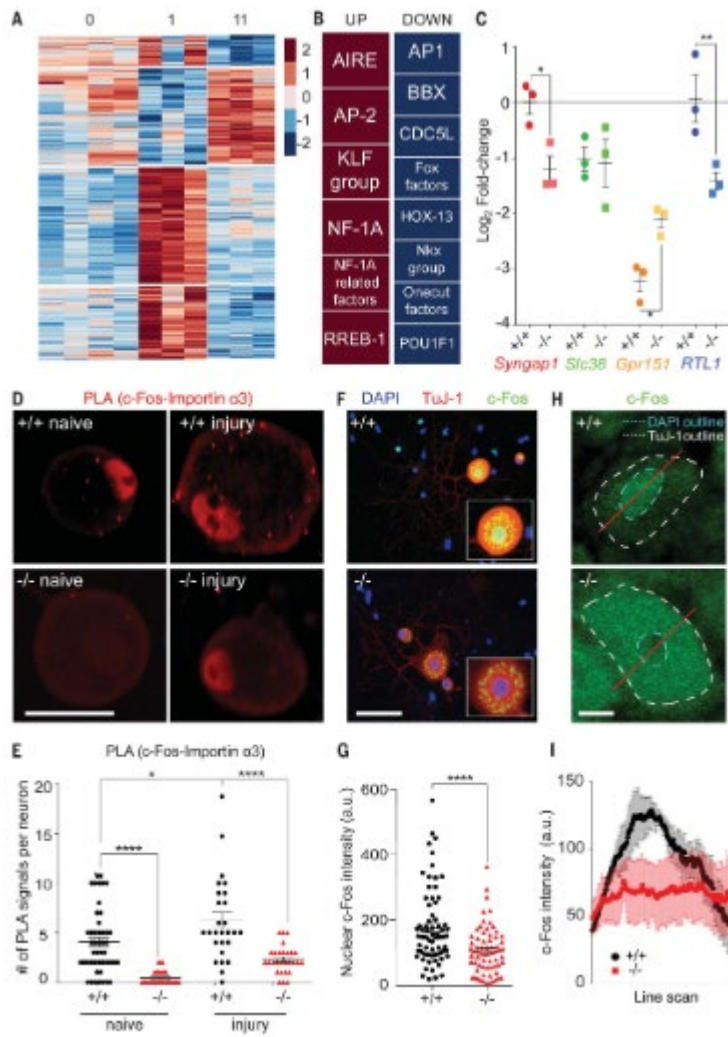 A
0 1 11
2
1
0
-1
-2
B
UP DOWN
AIRE
AP-2
KLF
group
NF-1A
NF-1A
related
factors
RREB-1
AP1
BBX
CDC5L
Fox
factors
HOX-13
Nkx
group
Onecut
factors
POU1F1
C
Log2 Fold-change
1
0
-1
-2
-3
-4
*
**
*
+/+ -/- +/+ -/- +/+ -/- +/+ -/-
Syngap1 Slc38 Gpr151 RTL1
D
PLA (c-Fos-Importin α3)
+/+ naive +/+ injury
-/- naive -/- injury
F
DAPI TuJ-1 c-Fos
+/+
-/-
H
c-Fos
+/+
DAPI outline
TuJ-1outline
-/-
E
PLA (c-Fos-Importin α3)
# of PLA signals per neuron
20
15
10
5
0
* ****
****
+/+ -/- +/+ -/-
naive injury
G
Nuclear c-Fos intensity (a.u.)
600
400
200
0
****
+/+ -/-
I
c-Fos intensity (a.u.)
150
100
50
0
+/+
-/-
Line scan